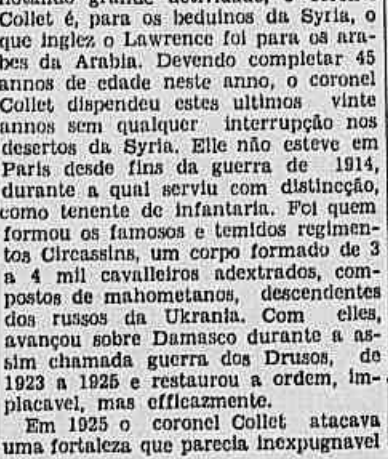 Collet é, para os beduinos da Syria, o
que inglez o Lawrence foi para os ara-
bes da Arabia. Devendo completar 45
annos de edade neste anno, o coronel
Collet dispendeu estes ultimos vinte
annos sem qualquer interrupção nos
desertos da Syria. Elle não esteve em
Paris desde fins da guerra de 1914,
durante a qual serviu com distincção,
como tenente de infantaria. Foi quem
formou os famosos e temidos regimen-
tos Circassins, um corpo formado de 3
a 4 mil cavalleiros adextrados, com-
postos de mahometanos, descendentes
dos russos da Ukrania. Com elles,
avançou sobre Damasco durante a as-
sim chamada guerra dos Drusos, de
1923 a 1925 e restaurou a ordem, im-
placavel, mas efficazmente.
Em 1925 o coronel Collet atacava
uma fortaleza que parecia inexpugnavel